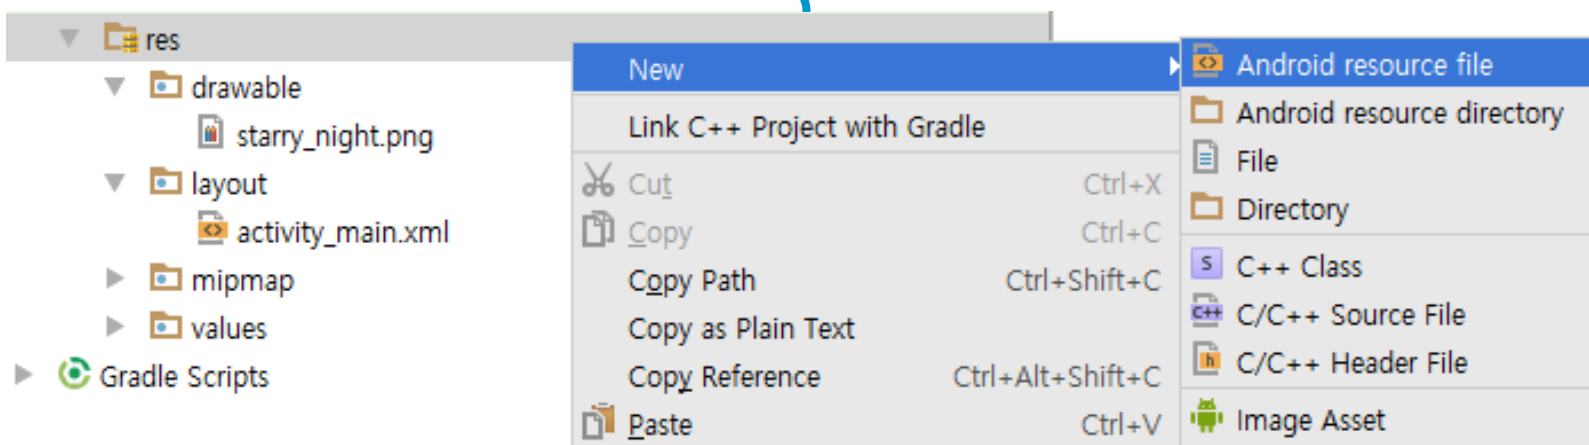 res
drawable
starry_night.png
layout
activity_main.xml
mipmap
values
Gradle Scripts
New
Link C++ Project with Gradle
Cut Ctrl+X
Copy Ctrl+C
Copy Path Ctrl+Shift+C
Copy as Plain Text
Copy Reference Ctrl+Alt+Shift+C
Paste Ctrl+V
Android resource file
Android resource directory
File
Directory
S C++ Class
C++ C/C++ Source File
h C/C++ Header File
Image Asset